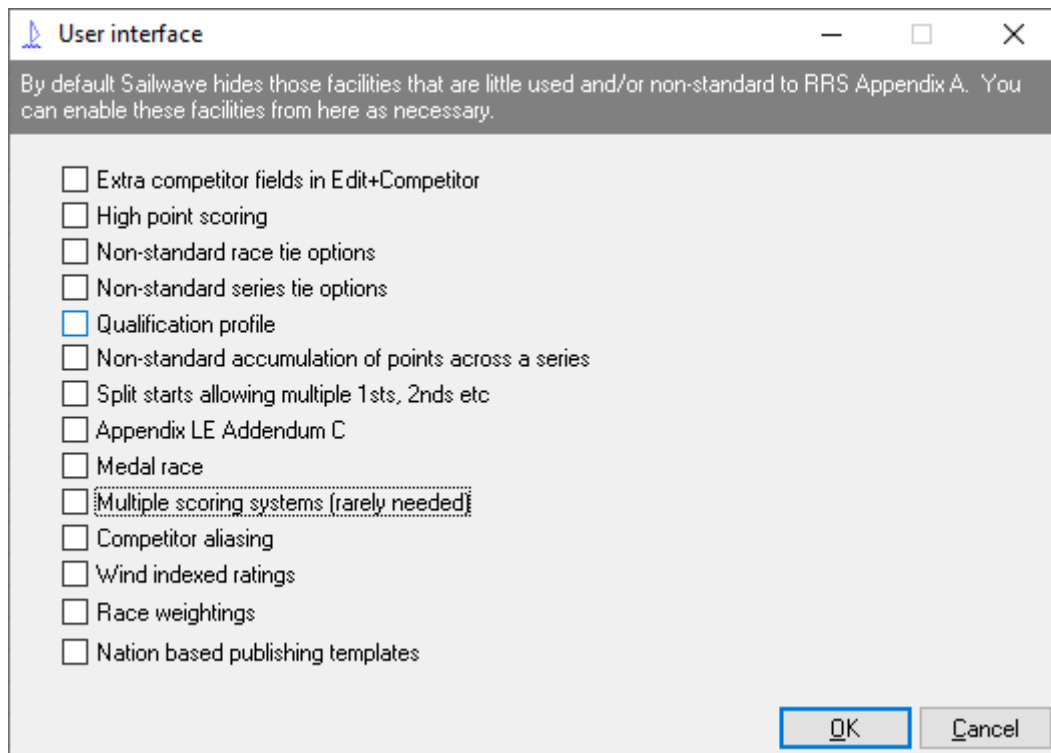 User interface
By default Sailwave hides those facilities that are little used and/or non-standard to RRS Appendix A.  You
can enable these facilities from here as necessary.
Extra competitor fields in Edit+Competitor
High point scoring
Non-standard race tie options
Non-standard series tie options
Qualification profile
Non-standard accumulation of points across a series
Split starts allowing multiple 1sts, 2nds etc
Appendix LE Addendum C
Medal race
Multiple scoring systems (rarely needed)
Competitor aliasing
Wind indexed ratings
Race weightings
Nation based publishing templates
OK Cancel